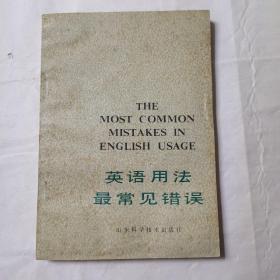 THE
MOST COMMON
MISTAKES IN
ENGLISH USAGE
英语用法
最常见错误
山东科学技术出版社